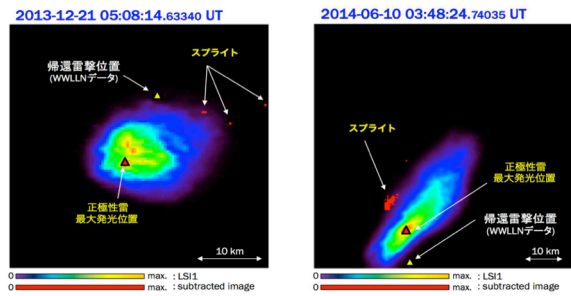 2013-12-21 05:08:14.63340 UT
スプライト
帰還雷撃位置
(WWLLNデータ)
正極性雷
最大発光位置
10 km
0 max. : LSI1
0 max. : subtracted image
2014-06-10 03:48:24.74035 UT
スプライト
正極性雷
最大発光位置
帰還雷撃位置
(WWLLNデータ)
10 km
0 max. : LSI1
0 max. : subtracted image